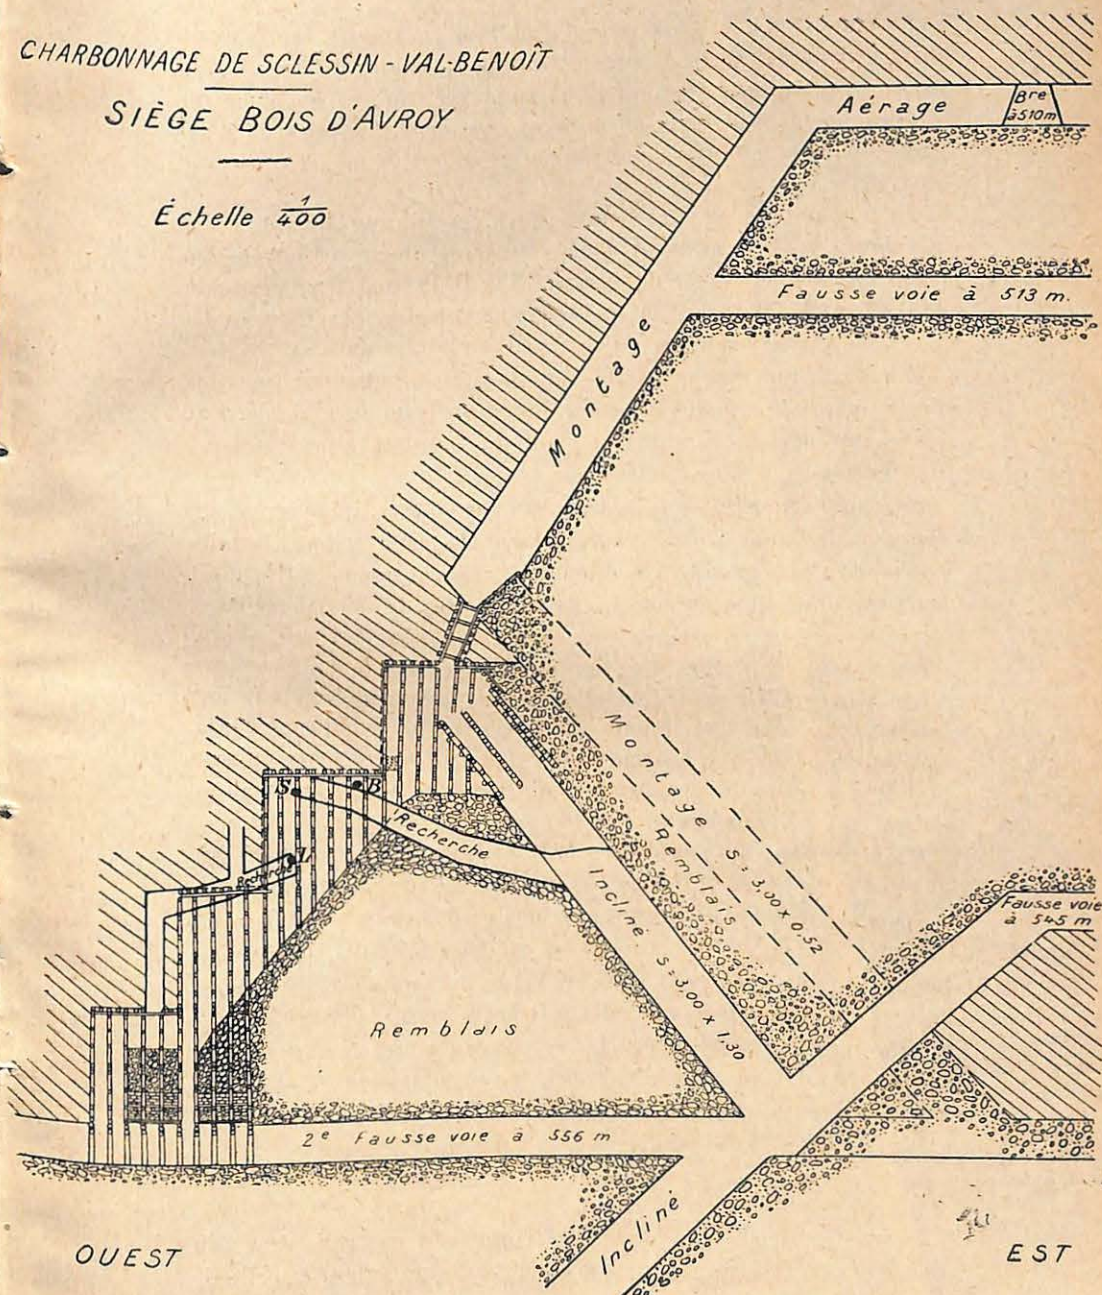 CHARBONNAGE DE SCLESSIN - VAL-BENOÎT
SIÈGE BOIS D'AVROY
Échelle 1/400
Aérage
Bre
à 510 m
Fausse voie à 513 m.
Montage
Montage S = 3,00 x 0.52
Remblais
S
B
Recherche
L
Recherche
Incliné. S = 3,00 x 1,30
Fausse voie
à 545 m
Remblais
2e Fausse voie à 556 m
Incliné
OUEST
EST